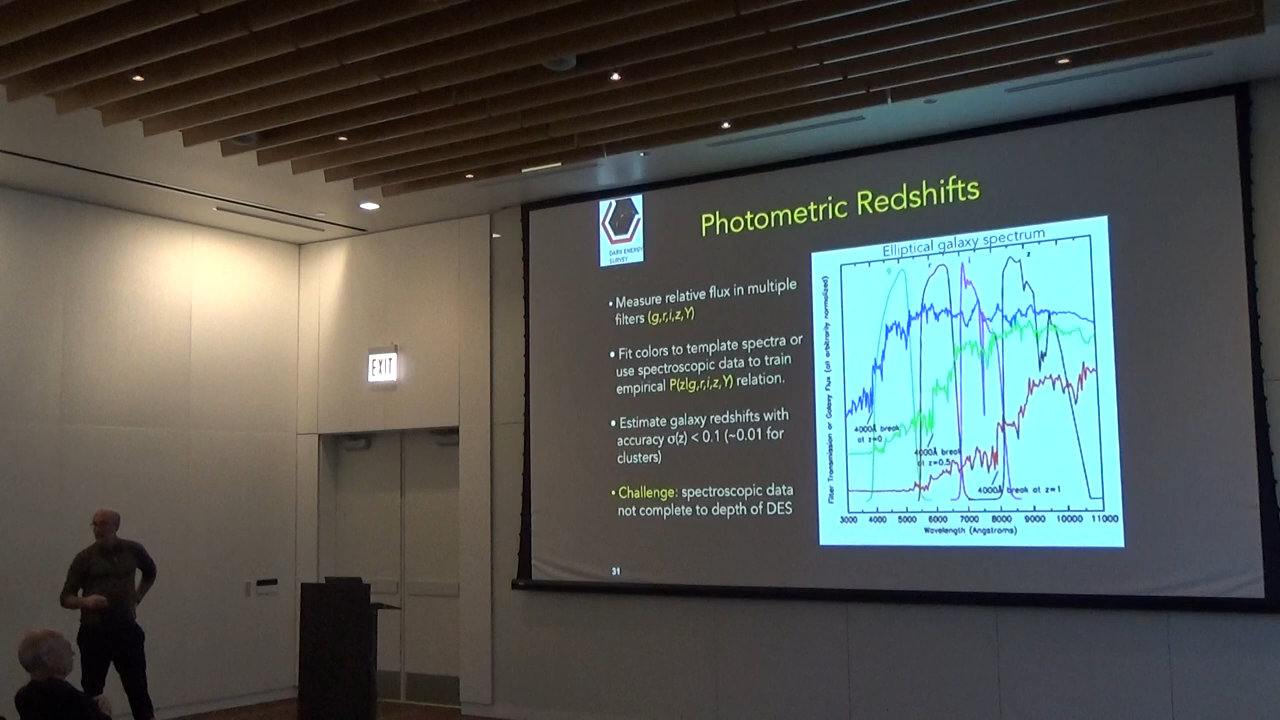 EXIT
DARK ENERGY
SURVEY
Photometric Redshifts
• Measure relative flux in multiple
filters (g,r,i,z,Y)
• Fit colors to template spectra or
use spectroscopic data to train
empirical P(z|g,r,i,z,Y) relation.
• Estimate galaxy redshifts with
accuracy σ(z) < 0.1 (~0.01 for
clusters)
• Challenge: spectroscopic data
not complete to depth of DES
31
Elliptical galaxy spectrum
g r i z
Filter Transmission or Galaxy Flux (all arbitrarily normalized)
4000Å break
at z=0
4000Å break
at z=0.5
4000Å break at z=1
3000 4000 5000 6000 7000 8000 9000 10000 11000
Wavelength (Angstroms)